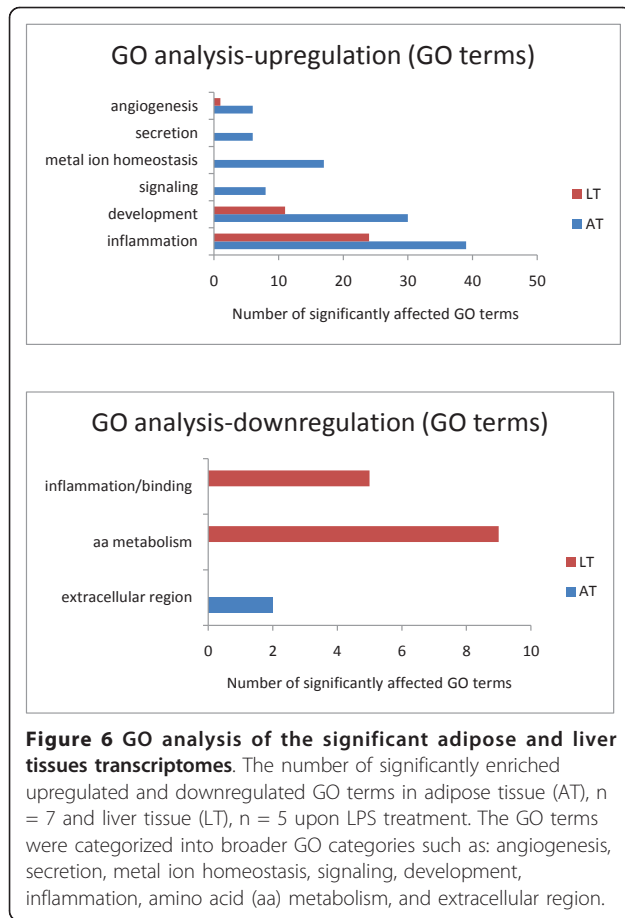 GO analysis-upregulation (GO terms)
angiogenesis
secretion
metal ion homeostasis
signaling
development
inflammation
LT
AT
0 10 20 30 40 50
Number of significantly affected GO terms
GO analysis-downregulation (GO terms)
inflammation/binding
aa metabolism
extracellular region
LT
AT
0 2 4 6 8 10
Number of significantly affected GO terms
Figure 6 GO analysis of the significant adipose and liver
tissues transcriptomes. The number of significantly enriched
upregulated and downregulated GO terms in adipose tissue (AT), n
= 7 and liver tissue (LT), n = 5 upon LPS treatment. The GO terms
were categorized into broader GO categories such as: angiogenesis,
secretion, metal ion homeostasis, signaling, development,
inflammation, amino acid (aa) metabolism, and extracellular region.